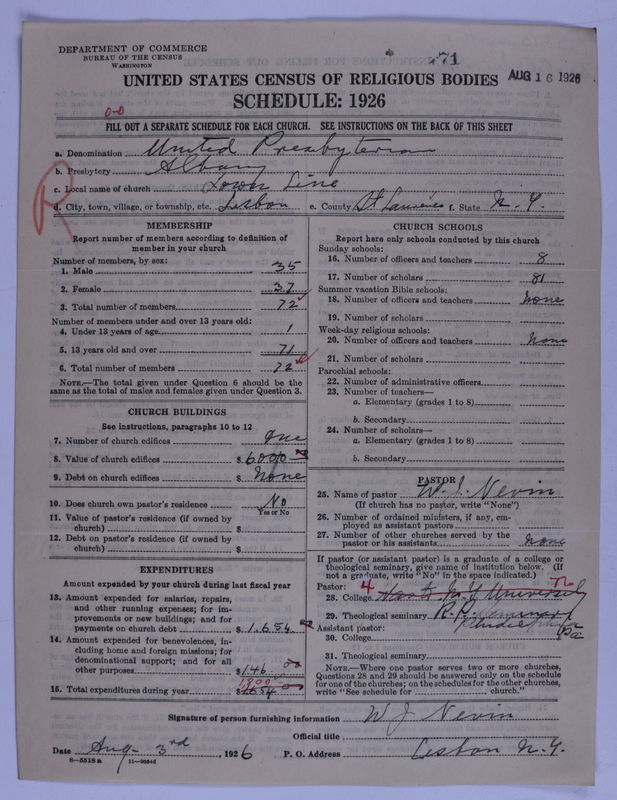 DEPARTMENT OF COMMERCE
BUREAU OF THE CENSUS
WASHINGTON
71
UNITED STATES CENSUS OF RELIGIOUS BODIES
AUG 16 1926
SCHEDULE: 1926
0-0
FILL OUT A SEPARATE SCHEDULE FOR EACH CHURCH. SEE INSTRUCTIONS ON THE BACK OF THIS SHEET
R
a. Denomination United Presbyterian
b. Presbytery Albany
c. Local name of church Town Line
d. City, town, village, or township, etc. Lisbon e. County St. Lawrence f. State N.Y.
MEMBERSHIP
Report number of members according to definition of
member in your church
Number of members, by sex:
1. Male 35
2. Female 37
3. Total number of members 72
Number of members under and over 13 years old:
4. Under 13 years of age 1
5. 13 years old and over 71
6. Total number of members 72
NOTE.—The total given under Question 6 should be
same as the total of males and females given under Question 3.
CHURCH BUILDINGS
See instructions, paragraphs 10 to 12
7. Number of church edifices one
8. Value of church edifices $ 6000
9. Debt on church edifices $ None
10. Does church own pastor's residence No
Yes or No
11. Value of pastor's residence (if owned by
church) $
12. Debt on pastor's residence (if owned by
church) $
EXPENDITURES
Amount expended by your church during last fiscal year
13. Amount expended for salaries, repairs,
and other running expenses; for im-
provements or new buildings; and for
payments on church debt $ 1,654
14. Amount expended for benevolences, in-
cluding home and foreign missions; for
denominational support; and for all
other purposes $ 146 00
1800
15. Total expenditures during year $ 1654 00
CHURCH SCHOOLS
Report here only schools conducted by this church
Sunday schools:
16. Number of officers and teachers 8
17. Number of scholars 81
Summer vacation Bible schools:
18. Number of officers and teachers None
19. Number of scholars
Week-day religious schools:
20. Number of officers and teachers None
21. Number of scholars
Parochial schools:
22. Number of administrative officers
23. Number of teachers—
a. Elementary (grades 1 to 8)
b. Secondary
24. Number of scholars—
a. Elementary (grades 1 to 8)
b. Secondary
PASTOR
25. Name of pastor W. J. Nevin
(If church has no pastor, write "None")
26. Number of ordained ministers, if any, em-
ployed as assistant pastors
27. Number of other churches served by the
pastor or his assistants None
If pastor (or assistant pastor) is a graduate of a college or
theological seminary, give name of institution below. (If
not a graduate, write "No" in the space indicated.)
Pastor: 4
28. College University no
29. Theological seminary R. P. Seminary
Assistant pastor: Pa
30. College
31. Theological seminary
NOTE.—Where one pastor serves two or more churches,
Questions 28 and 29 should be answered only on the schedule
for one of the churches; on the schedules for the other churches,
write "See schedule for church."
Signature of person furnishing information W J Nevin
Official title
Date Aug 3rd, 1926 P. O. Address Lisbon N.Y.
8—5518 a 11—9354d